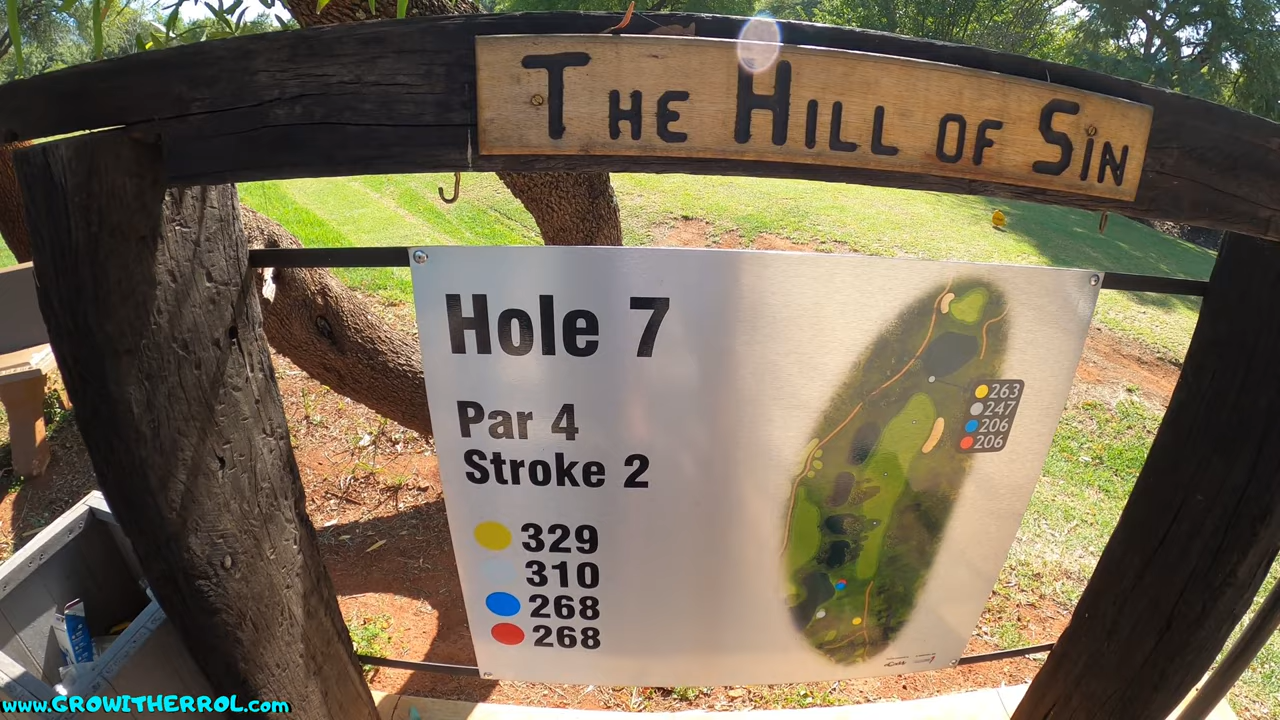 THE HILL OF SIN
Hole 7
Par 4
Stroke 2
329
310
268
268
263
247
206
206
www.GROWITHERROL.com